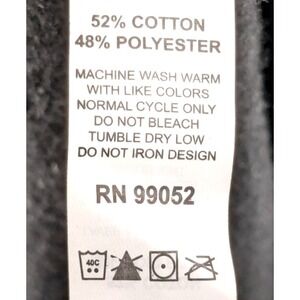 52% COTTON
48% POLYESTER
MACHINE WASH WARM
WITH LIKE COLORS
NORMAL CYCLE ONLY
DO NOT BLEACH
TUMBLE DRY LOW
DO NOT IRON DESIGN
RN 99052
40C